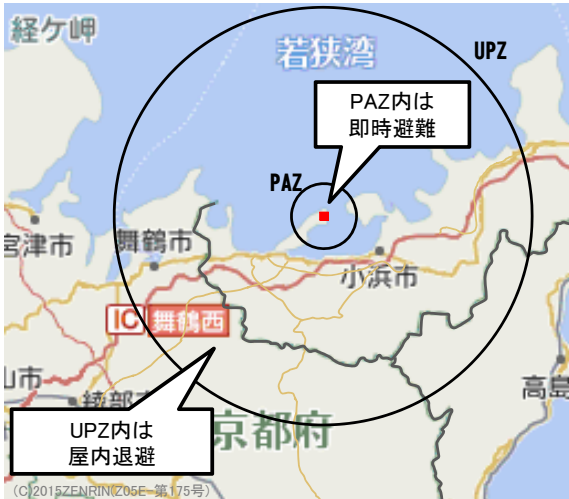 経ケ岬
若狭湾
UPZ
PAZ内は
即時避難
PAZ
宮津市
舞鶴市
小浜市
IC 舞鶴西
山市
綾部
高島
UPZ内は
屋内退避
京都府
(C)2015ZENRIN(Z05E-第175号)